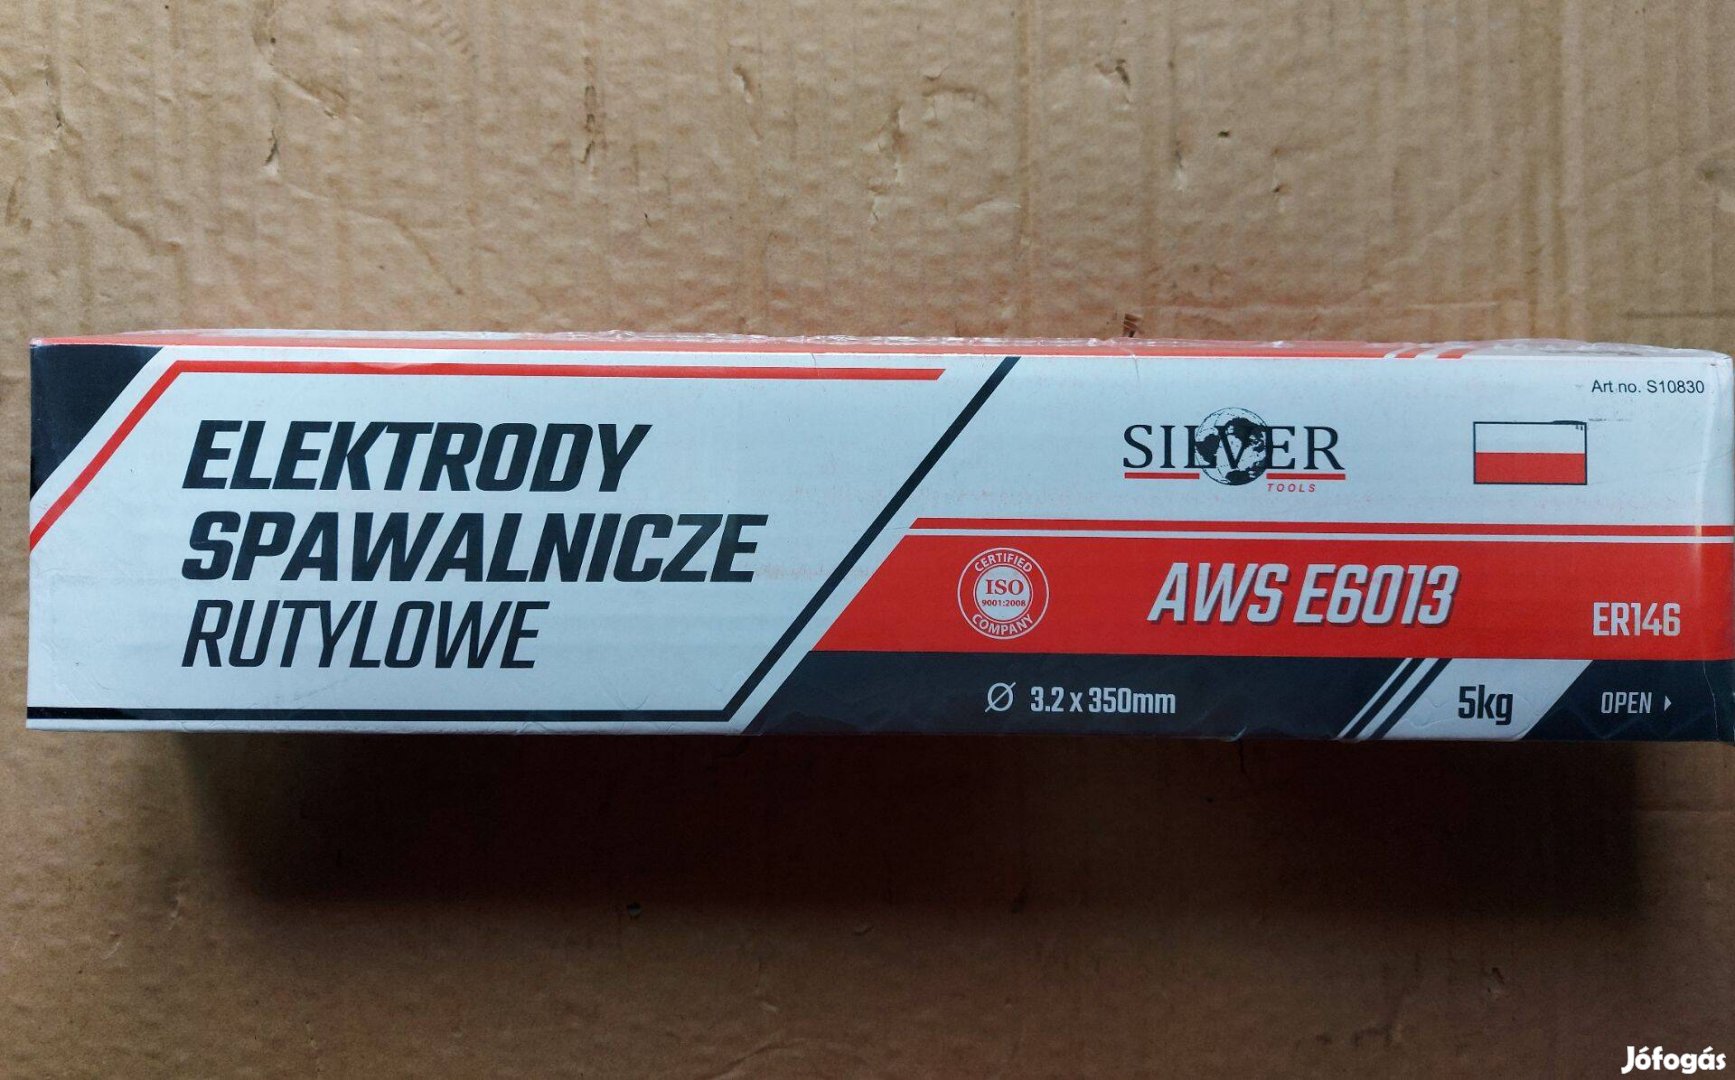 Art no. S10830
ELEKTRODY
SPAWALNICZE
RUTYLOWE
SILVER
TOOLS
CERTIFIED
ISO
9001:2008
COMPANY
AWS E6013
ER146
Ø 3.2 x 350mm
5kg
OPEN
Jófogás